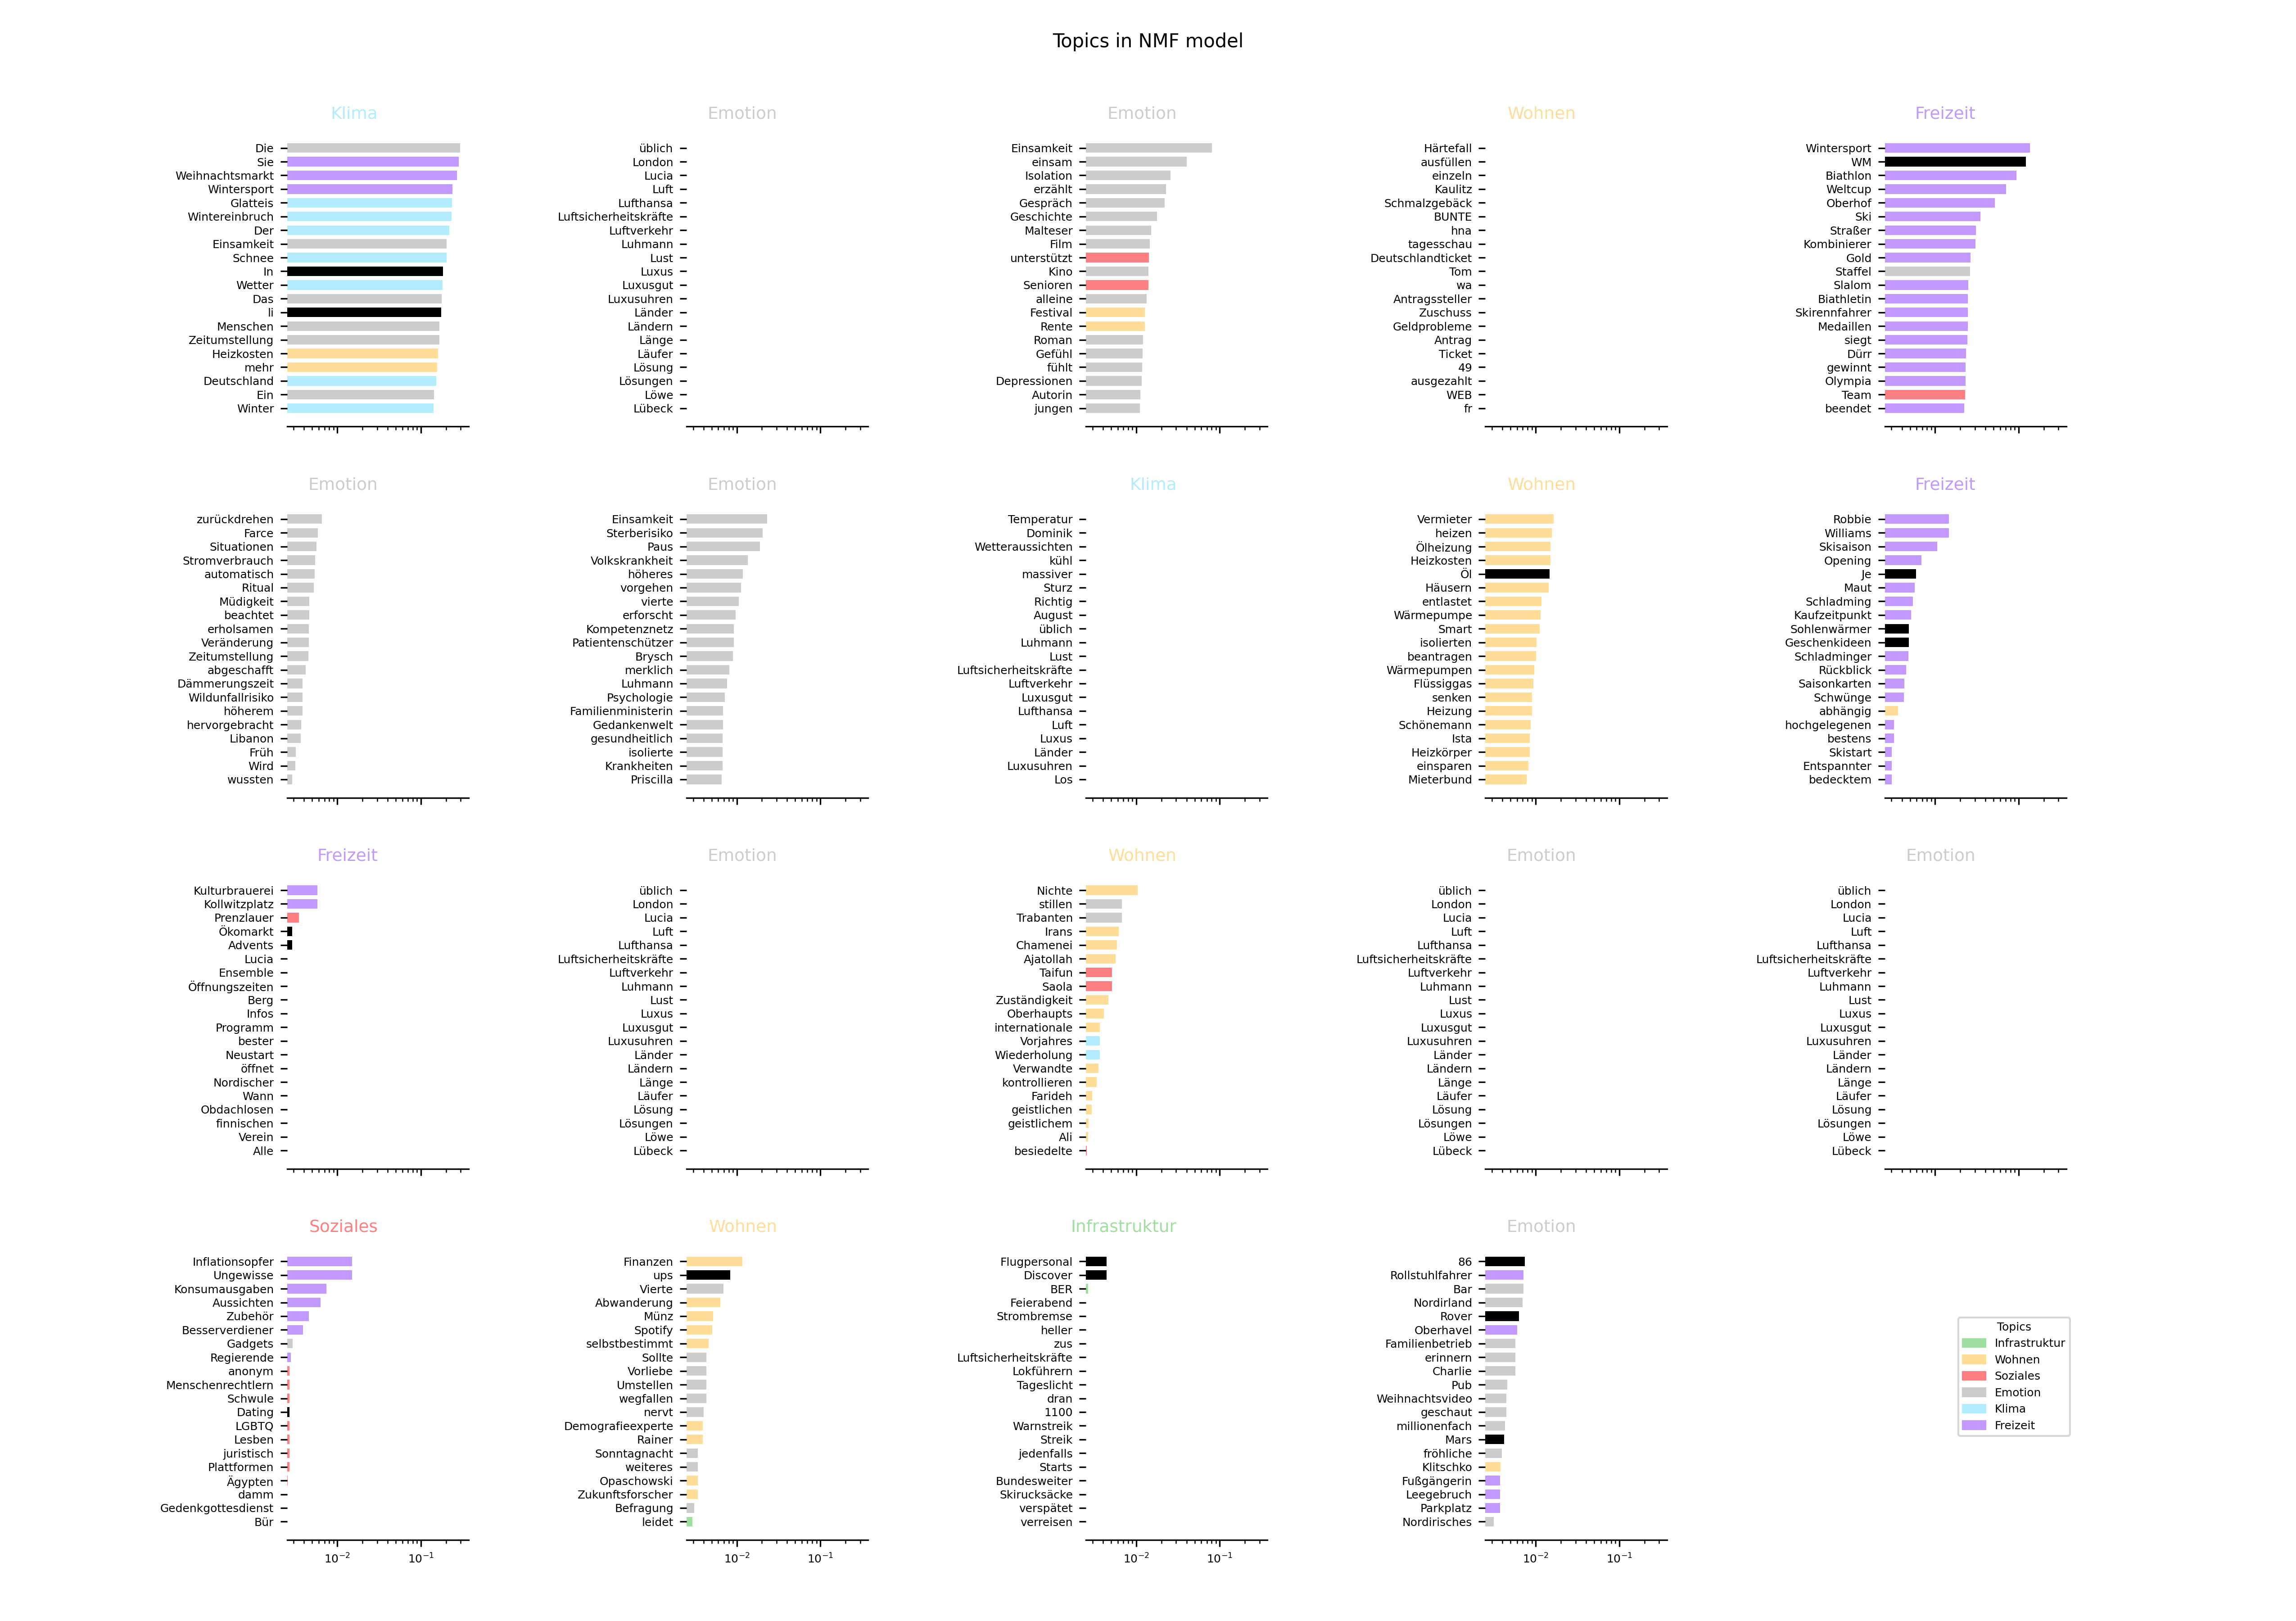 Topics in NMF model
Klima
Die
Sie
Weihnachtsmarkt
Wintersport
Glatteis
Wintereinbruch
Der
Einsamkeit
Schnee
In
Wetter
Das
li
Menschen
Zeitumstellung
Heizkosten
mehr
Deutschland
Ein
Winter
Emotion
üblich
London
Lucia
Luft
Lufthansa
Luftsicherheitskräfte
Luftverkehr
Luhmann
Lust
Luxus
Luxusgut
Luxusuhren
Länder
Ländern
Länge
Läufer
Lösung
Lösungen
Löwe
Lübeck
Emotion
Einsamkeit
einsam
Isolation
erzählt
Gespräch
Geschichte
Malteser
Film
unterstützt
Kino
Senioren
alleine
Festival
Rente
Roman
Gefühl
fühlt
Depressionen
Autorin
jungen
Wohnen
Härtefall
ausfüllen
einzeln
Kaulitz
Schmalzgebäck
BUNTE
hna
tagesschau
Deutschlandticket
Tom
wa
Antragssteller
Zuschuss
Geldprobleme
Antrag
Ticket
49
ausgezahlt
WEB
fr
Freizeit
Wintersport
WM
Biathlon
Weltcup
Oberhof
Ski
Straßer
Kombinierer
Gold
Staffel
Slalom
Biathletin
Skirennfahrer
Medaillen
siegt
Dürr
gewinnt
Olympia
Team
beendet
Emotion
zurückdrehen
Farce
Situationen
Stromverbrauch
automatisch
Ritual
Müdigkeit
beachtet
erholsamen
Veränderung
Zeitumstellung
abgeschafft
Dämmerungszeit
Wildunfallrisiko
höherem
hervorgebracht
Libanon
Früh
Wird
wussten
Emotion
Einsamkeit
Sterberisiko
Paus
Volkskrankheit
höheres
vorgehen
vierte
erforscht
Kompetenznetz
Patientenschützer
Brysch
merklich
Luhmann
Psychologie
Familienministerin
Gedankenwelt
gesundheitlich
isolierte
Krankheiten
Priscilla
Klima
Temperatur
Dominik
Wetteraussichten
kühl
massiver
Sturz
Richtig
August
üblich
Luhmann
Lust
Luftsicherheitskräfte
Luftverkehr
Luxusgut
Lufthansa
Luft
Luxus
Länder
Luxusuhren
Los
Wohnen
Vermieter
heizen
Ölheizung
Heizkosten
Öl
Häusern
entlastet
Wärmepumpe
Smart
isolierten
beantragen
Wärmepumpen
Flüssiggas
senken
Heizung
Schönemann
Ista
Heizkörper
einsparen
Mieterbund
Freizeit
Robbie
Williams
Skisaison
Opening
Je
Maut
Schladming
Kaufzeitpunkt
Sohlenwärmer
Geschenkideen
Schladminger
Rückblick
Saisonkarten
Schwünge
abhängig
hochgelegenen
bestens
Skistart
Entspannter
bedecktem
Freizeit
Kulturbrauerei
Kollwitzplatz
Prenzlauer
Ökomarkt
Advents
Lucia
Ensemble
Öffnungszeiten
Berg
Infos
Programm
bester
Neustart
öffnet
Nordischer
Wann
Obdachlosen
finnischen
Verein
Alle
Emotion
üblich
London
Lucia
Luft
Lufthansa
Luftsicherheitskräfte
Luftverkehr
Luhmann
Lust
Luxus
Luxusgut
Luxusuhren
Länder
Ländern
Länge
Läufer
Lösung
Lösungen
Löwe
Lübeck
Wohnen
Nichte
stillen
Trabanten
Irans
Chamenei
Ajatollah
Taifun
Saola
Zuständigkeit
Oberhaupts
internationale
Vorjahres
Wiederholung
Verwandte
kontrollieren
Farideh
geistlichen
geistlichem
Ali
besiedelte
Emotion
üblich
London
Lucia
Luft
Lufthansa
Luftsicherheitskräfte
Luftverkehr
Luhmann
Lust
Luxus
Luxusgut
Luxusuhren
Länder
Ländern
Länge
Läufer
Lösung
Lösungen
Löwe
Lübeck
Emotion
üblich
London
Lucia
Luft
Lufthansa
Luftsicherheitskräfte
Luftverkehr
Luhmann
Lust
Luxus
Luxusgut
Luxusuhren
Länder
Ländern
Länge
Läufer
Lösung
Lösungen
Löwe
Lübeck
Soziales
Inflationsopfer
Ungewisse
Konsumausgaben
Aussichten
Zubehör
Besserverdiener
Gadgets
Regierende
anonym
Menschenrechtlern
Schwule
Dating
LGBTQ
Lesben
juristisch
Plattformen
Ägypten
damm
Gedenkgottesdienst
Bür
10⁻² 10⁻¹
Wohnen
Finanzen
ups
Vierte
Abwanderung
Münz
Spotify
selbstbestimmt
Sollte
Vorliebe
Umstellen
wegfallen
nervt
Demografieexperte
Rainer
Sonntagnacht
weiteres
Opaschowski
Zukunftsforscher
Befragung
leidet
10⁻² 10⁻¹
Infrastruktur
Flugpersonal
Discover
BER
Feierabend
Strombremse
heller
zus
Luftsicherheitskräfte
Lokführern
Tageslicht
dran
1100
Warnstreik
Streik
jedenfalls
Starts
Bundesweiter
Skirucksäcke
verspätet
verreisen
10⁻² 10⁻¹
Emotion
86
Rollstuhlfahrer
Bar
Nordirland
Rover
Oberhavel
Familienbetrieb
erinnern
Charlie
Pub
Weihnachtsvideo
geschaut
millionenfach
Mars
fröhliche
Klitschko
Fußgängerin
Leegebruch
Parkplatz
Nordirisches
10⁻² 10⁻¹
Topics
Infrastruktur
Wohnen
Soziales
Emotion
Klima
Freizeit